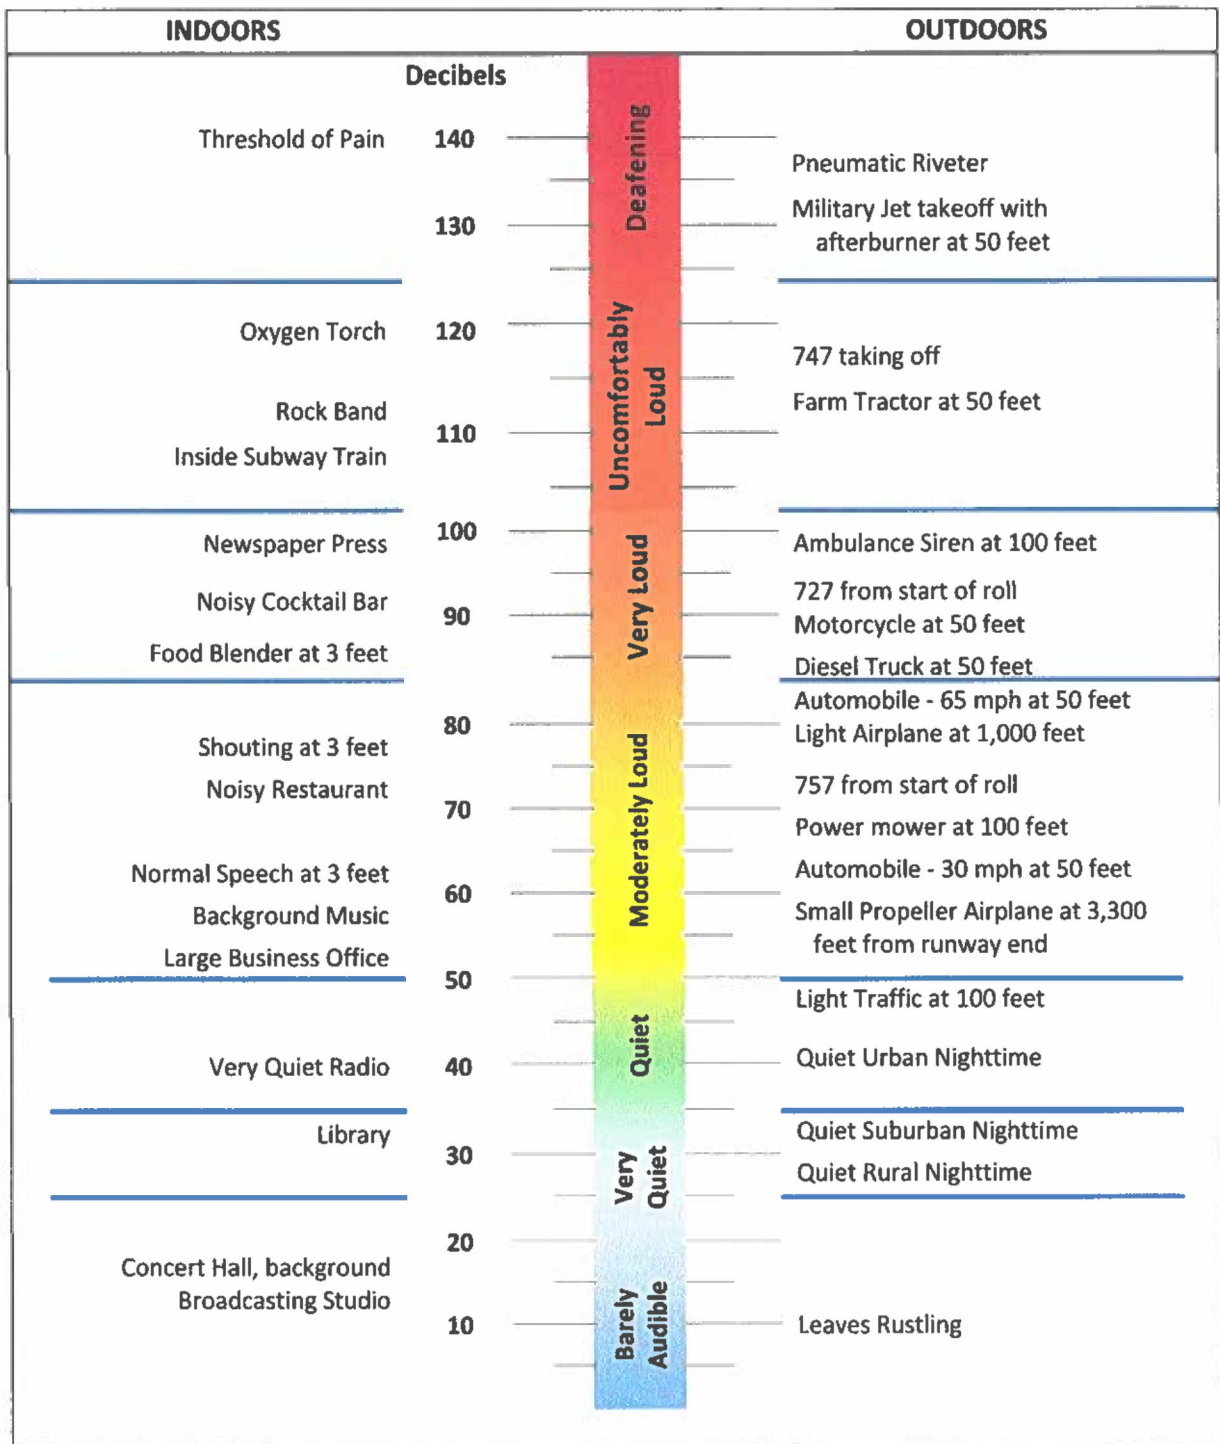 INDOORS
OUTDOORS
Decibels
Threshold of Pain
140
Deafening
Pneumatic Riveter
130
Military Jet takeoff with
afterburner at 50 feet
Oxygen Torch
120
Uncomfortably
Loud
747 taking off
Rock Band
Farm Tractor at 50 feet
110
Inside Subway Train
100
Newspaper Press
Very Loud
Ambulance Siren at 100 feet
Noisy Cocktail Bar
90
727 from start of roll
Motorcycle at 50 feet
Food Blender at 3 feet
Diesel Truck at 50 feet
Automobile - 65 mph at 50 feet
80
Light Airplane at 1,000 feet
Shouting at 3 feet
Moderately Loud
Noisy Restaurant
757 from start of roll
70
Power mower at 100 feet
Normal Speech at 3 feet
Automobile - 30 mph at 50 feet
60
Background Music
Small Propeller Airplane at 3,300
feet from runway end
Large Business Office
50
Light Traffic at 100 feet
Quiet
Very Quiet Radio
40
Quiet Urban Nighttime
Library
Quiet Suburban Nighttime
30
Very
Quiet
Quiet Rural Nighttime
20
Concert Hall, background
Broadcasting Studio
10
Barely
Audible
Leaves Rustling